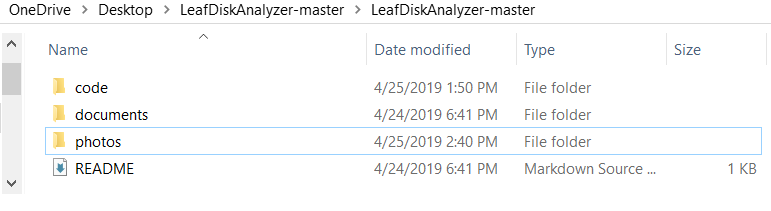 OneDrive > Desktop > LeafDiskAnalyzer-master > LeafDiskAnalyzer-master
Name Date modified Type Size
code 4/25/2019 1:50 PM File folder
documents 4/24/2019 6:41 PM File folder
photos 4/25/2019 2:40 PM File folder
README 4/24/2019 6:41 PM Markdown Source ... 1 KB